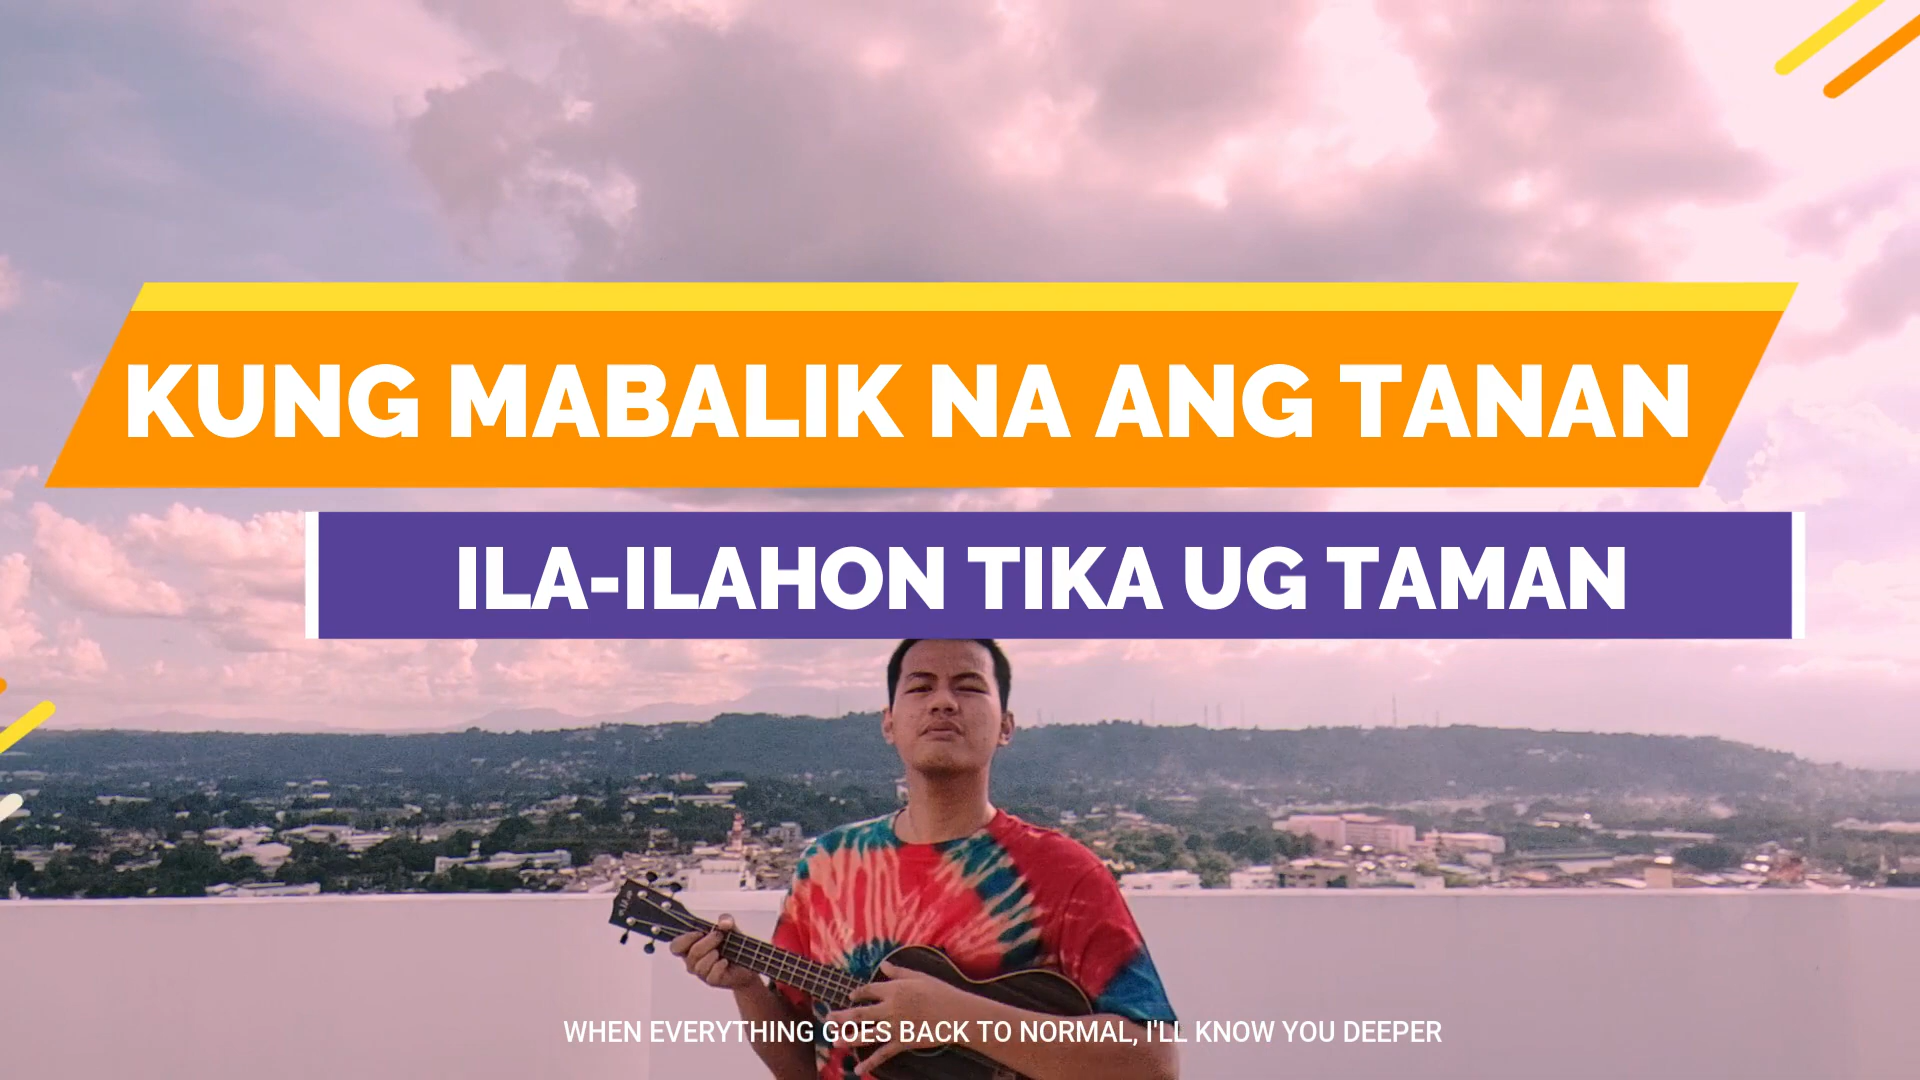 KUNG MABALIK NA ANG TANAN
ILA-ILAHON TIKA UG TAMAN
WHEN EVERYTHING GOES BACK TO NORMAL, I'LL KNOW YOU DEEPER